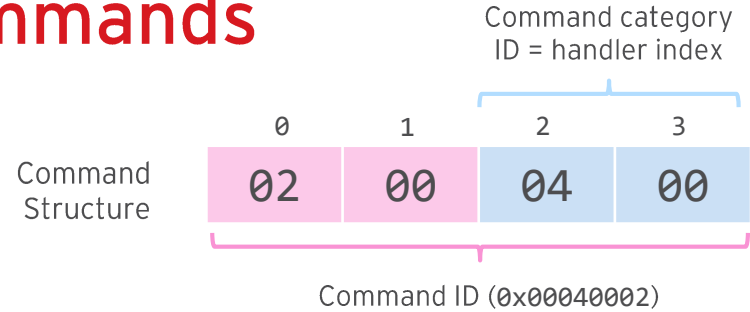 mmands
Command category
ID = handler index
0 1 2 3
Command
Structure
02 00 04 00
Command ID (0x00040002)